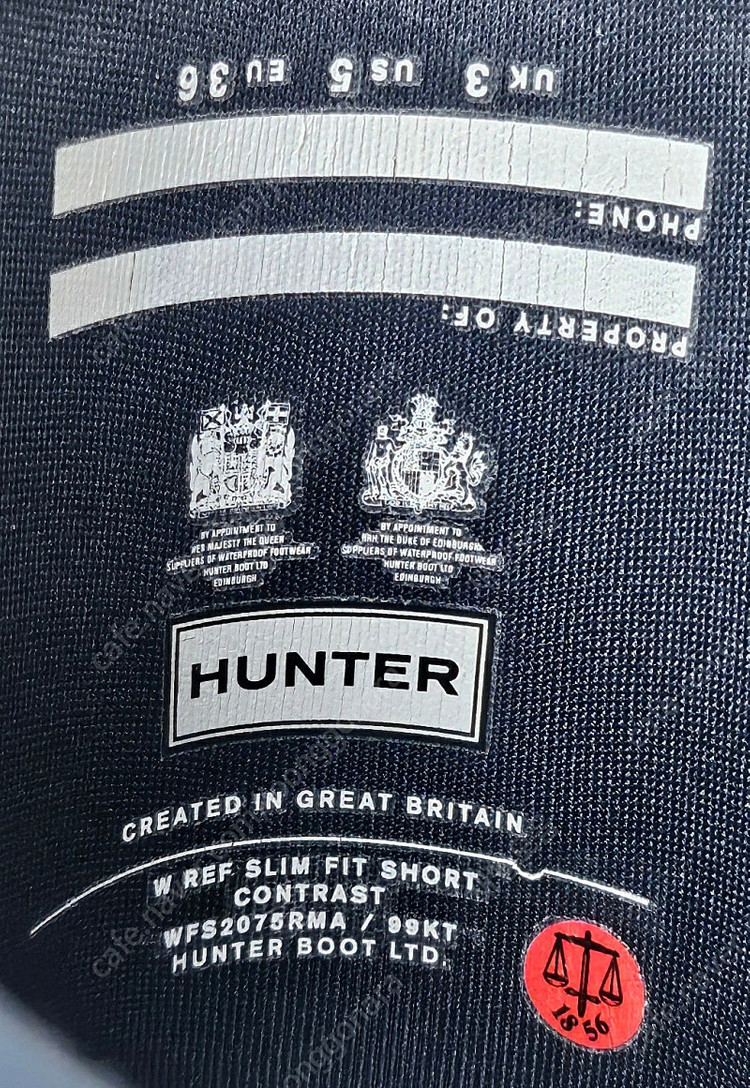 UK 3 US 5 EU 36
PHONE:
PROPERTY OF:
BY APPOINTMENT TO
HER MAJESTY THE QUEEN
SUPPLIERS OF WATERPROOF FOOTWEAR
HUNTER BOOT LTD
EDINBURGH
BY APPOINTMENT TO
HRH THE DUKE OF EDINBURGH
SUPPLIERS OF WATERPROOF FOOTWEAR
HUNTER BOOT LTD
EDINBURGH
HUNTER
CREATED IN GREAT BRITAIN
W REF SLIM FIT SHORT
CONTRAST
WFS2075RMA / 99KT
HUNTER BOOT LTD.
1856